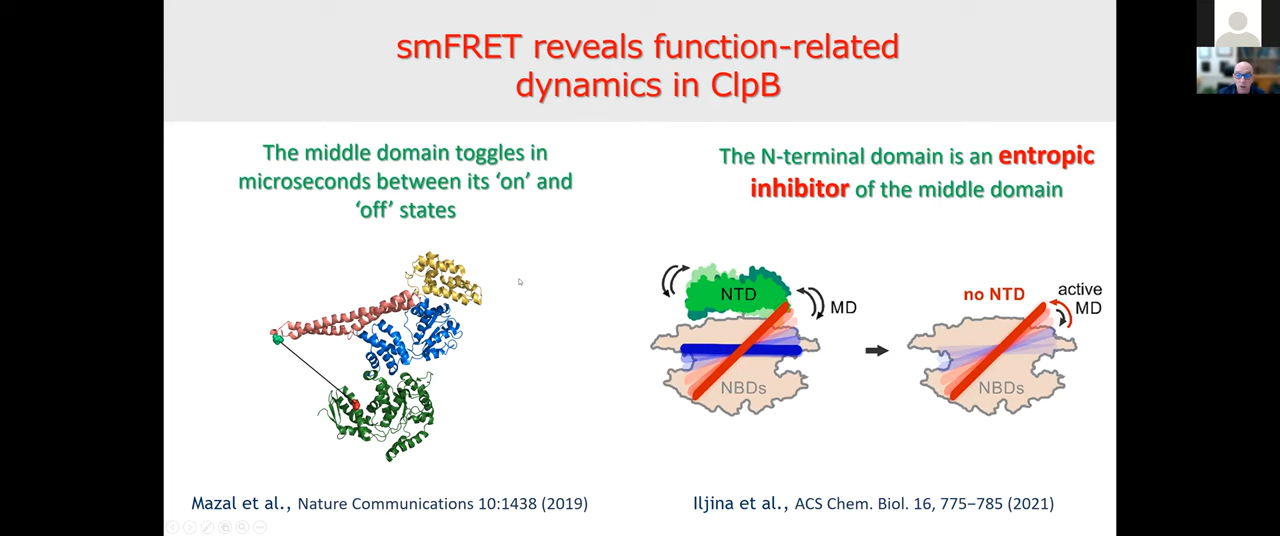 smFRET reveals function-related
dynamics in ClpB
The middle domain toggles in
microseconds between its ‘on’ and
‘off’ states
The N-terminal domain is an entropic
inhibitor of the middle domain
NTD
MD
NBDs
no NTD
active
MD
NBDs
Mazal et al., Nature Communications 10:1438 (2019)
Iljina et al., ACS Chem. Biol. 16, 775–785 (2021)